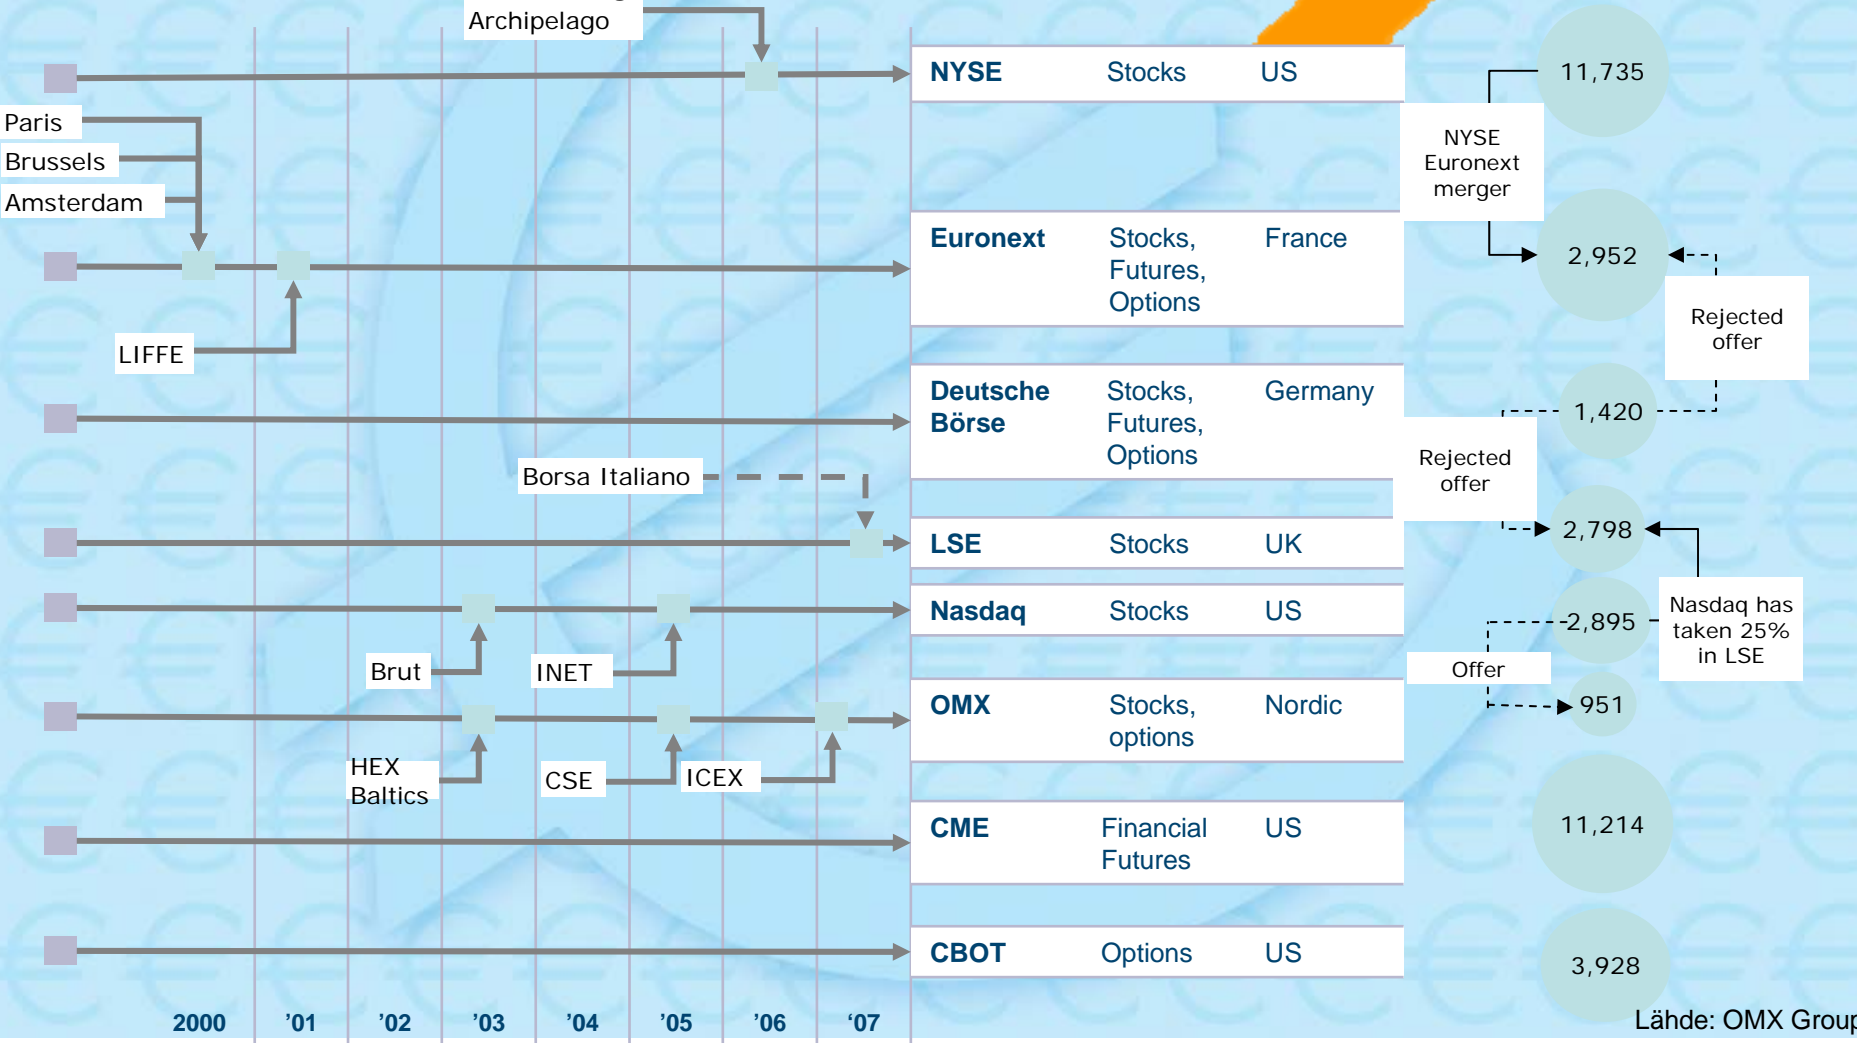 Archipelago
NYSE Stocks US
11,735
Paris
Brussels
Amsterdam
NYSE
Euronext
merger
Euronext Stocks, France
Futures,
Options
2,952
LIFFE
Rejected
offer
Deutsche Stocks, Germany
Börse Futures,
Options
1,420
Borsa Italiano
Rejected
offer
LSE Stocks UK
2,798
Nasdaq Stocks US
2,895
Nasdaq has
taken 25%
in LSE
Brut
INET
Offer
OMX Stocks, Nordic
options
951
HEX
Baltics
CSE
ICEX
CME Financial US
Futures
11,214
CBOT Options US
3,928
2000 ’01 ’02 ’03 ’04 ’05 ’06 ‘07
Lähde: OMX Group